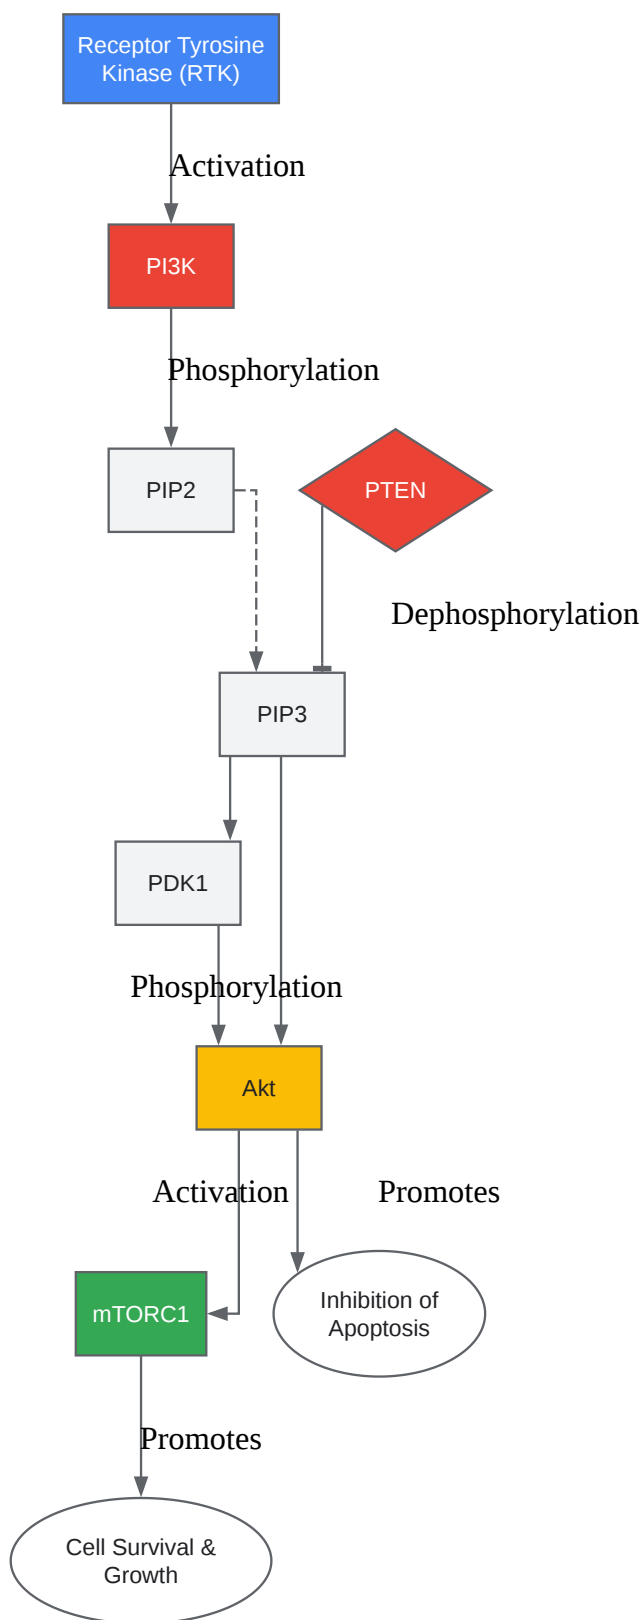 Receptor Tyrosine
Kinase (RTK)
Activation
PI3K
Phosphorylation
PIP2
PTEN
Dephosphorylation
PIP3
PDK1
Phosphorylation
Akt
Activation
Promotes
mTORC1
Inhibition of
Apoptosis
Promotes
Cell Survival &
Growth